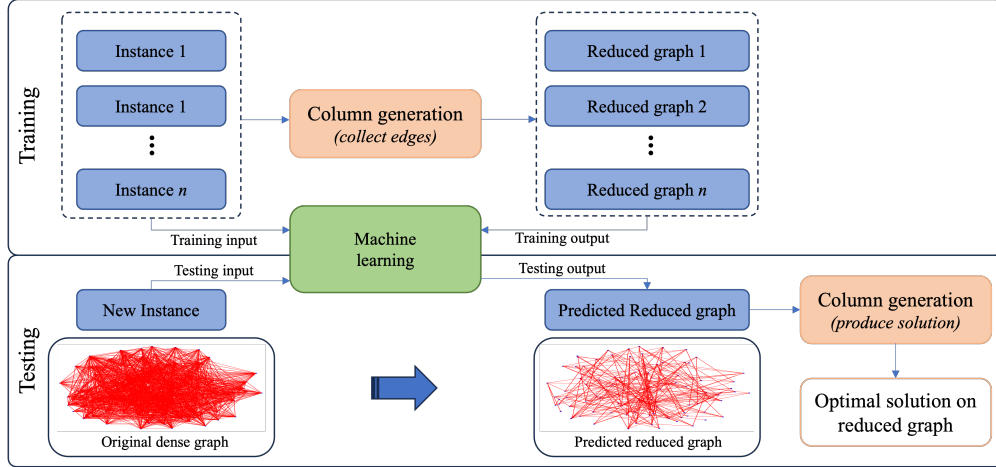 Training
Instance 1
Instance 1
Instance n
Column generation
(collect edges)
Reduced graph 1
Reduced graph 2
Reduced graph n
Training input
Machine
learning
Training output
Testing
Testing input
New Instance
Original dense graph
Testing output
Predicted Reduced graph
Predicted reduced graph
Column generation
(produce solution)
Optimal solution on
reduced graph